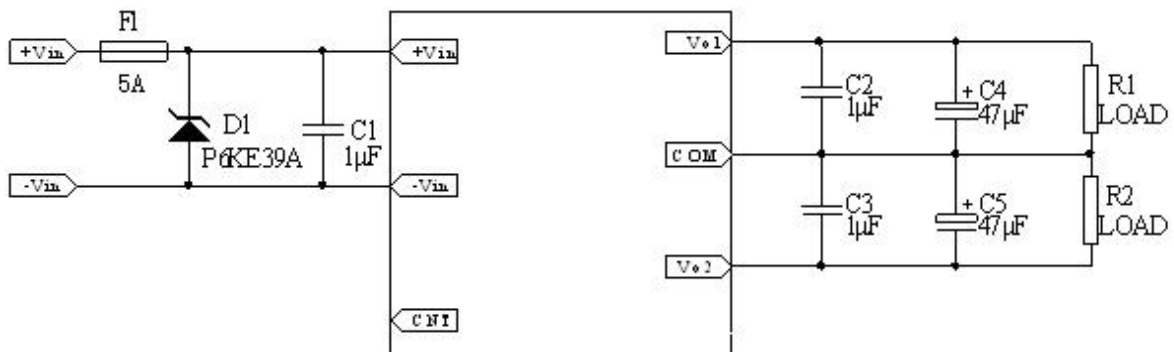 F1
+Vin
5A
+Vin
D1
P6KE39A
C1
1μF
-Vin
-Vin
CNT
Vo1
C2
1μF
+ C4
47μF
R1
LOAD
COM
C3
1μF
+ C5
47μF
R2
LOAD
Vo2